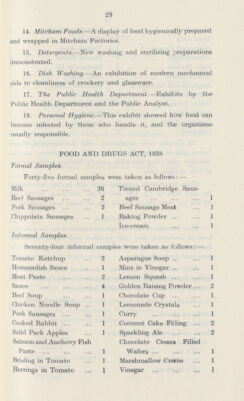 29
14. Mitcham Foods.—A display of food hygienically prepared
and wrapped in Mitcham Factories.
15. Detergents.—New washing and sterilising preparations
demonstrated.
16. Dish Washing.—An exhibition of modern mechanical
aids to cleanliness of crockery and glassware.
17. The Public Health Department.—Exhibits by the
Public Health Department and the Public Analyst.
18. Personal Hygiene.—This exhibit showed how food can
become infected by those who handle it, and the organisms
usually responsible.
FOOD AND DRUGS ACT, 1938
Formal Samples.
Forty-five formal samples were taken as follows:—
Milk ... ... ... 36
Beef Sausages ... ... 2
Pork Sausages ... ... 2
Chippolata Sausages ... 1
Tinned Cambridge Saus-
ages ... ... ... 1
Beef Sausage Meat ... 1
Baking Powder ... ... 1
Ice-cream ... ... 1
Informal Samples.
Seventy-four informal samples were taken as follows:—
Tomato Ketchup ... 3
Horseradish Sauce ... 1
Meat Paste ... ... 2
Sauce ... ... ... 4
Beef Soup ... ... 1
Chicken Noodle Soup ... 1
Pork Sausages ... ... 1
Cooked Rabbit ... ... 1
Solid Pack Apples ... 1
Salmon and Anchovy Fish
Paste ... ... ... 1
Brisling in Tomato ... 1
Herrings in Tomato ... 1
Asparagus Soup ... ... 1
Mint in Vinegar ... ... 1
Lemon Squash ... ... 1
Golden Raising Powder ... 2
Chocolate Cup ... ... 1
Lemonade Crystals ... 1
Curry ... ... ... 1
Coconut Cake Filling ... 2
Sparkling Ale ... ... 2
Chocolate Cream Filled
Wafers ... ... ... 1
Marshmallow Creme ... 1
Vinegar ... ... ... 1